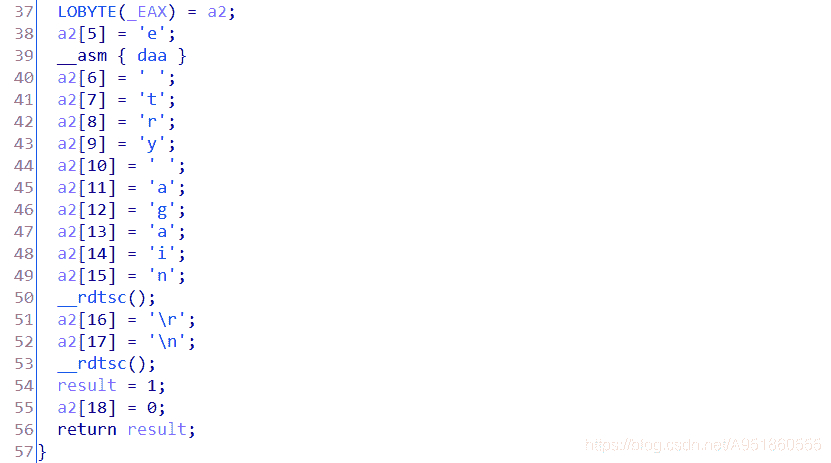 37 LOBYTE(_EAX) = a2;
38 a2[5] = 'e';
39 __asm { daa }
40 a2[6] = ' ';
41 a2[7] = 't';
42 a2[8] = 'r';
43 a2[9] = 'y';
44 a2[10] = ' ';
45 a2[11] = 'a';
46 a2[12] = 'g';
47 a2[13] = 'a';
48 a2[14] = 'i';
49 a2[15] = 'n';
50 __rdtsc();
51 a2[16] = '\r';
52 a2[17] = '\n';
53 __rdtsc();
54 result = 1;
55 a2[18] = 0;
56 return result;
57 }
https://blog.csdn.net/A951860555